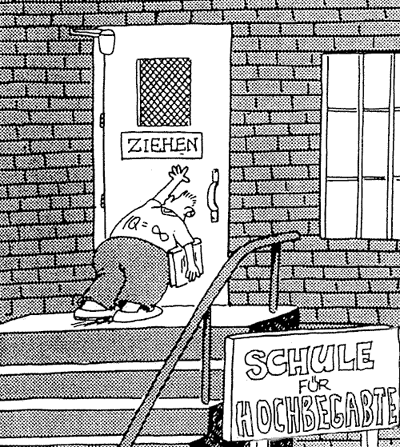 ZIEHEN
IQ = ∞
SCHULE
FÜR
HOCHBEGABTE